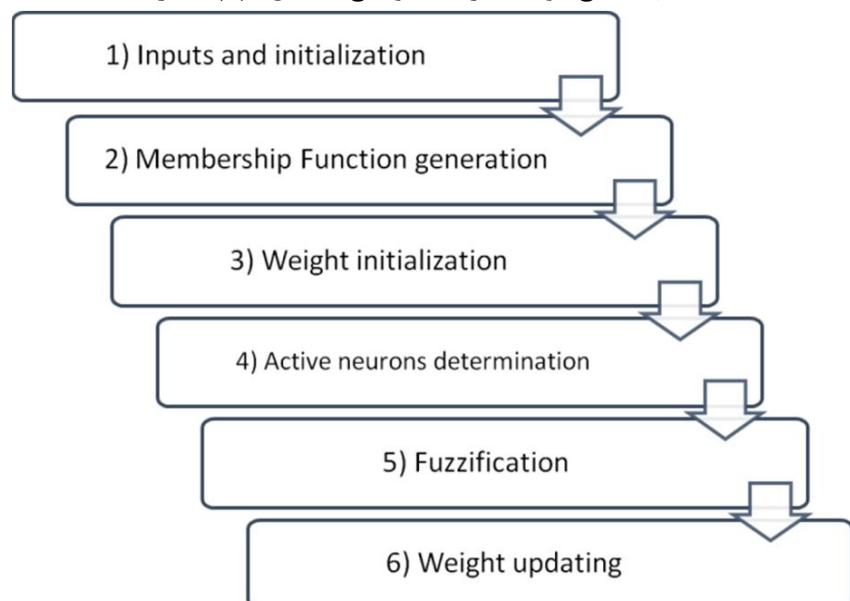 1) Inputs and initialization
2) Membership Function generation
3) Weight initialization
4) Active neurons determination
5) Fuzzification
6) Weight updating